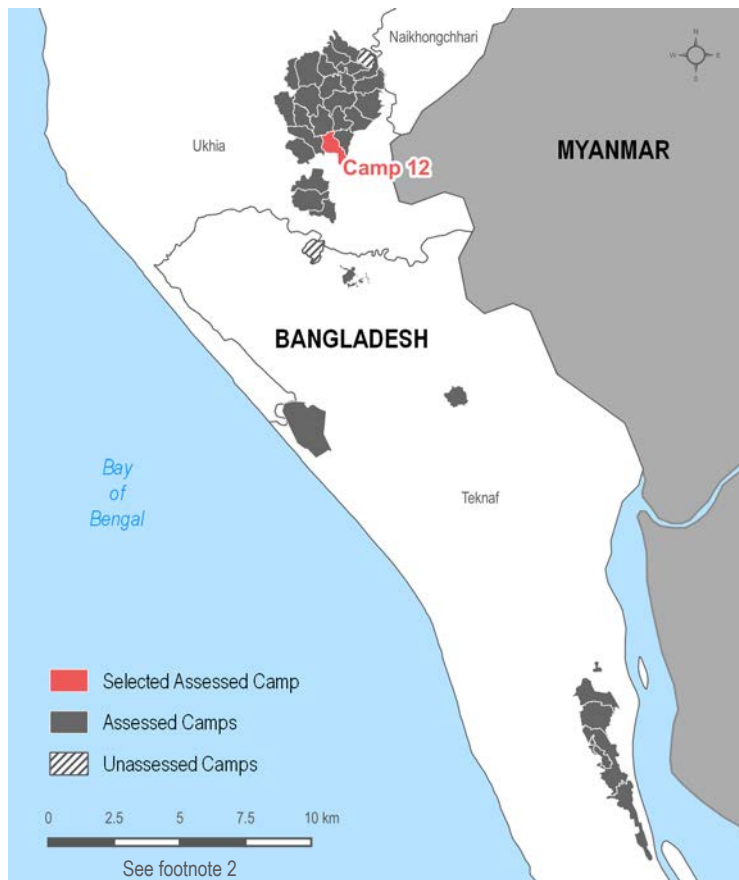 Naikhongchhari
N
W
E
S
Ukhia
MYANMAR
Camp 12
BANGLADESH
Bay
of
Bengal
Teknaf
Selected Assessed Camp
Assessed Camps
Unassessed Camps
0 2.5 5 7.5 10 km
See footnote 2